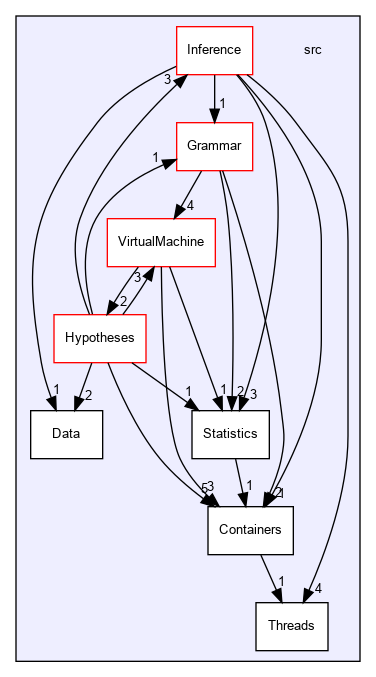 Inference
src
3
1
Grammar
1
4
VirtualMachine
3
2
Hypotheses
1
2
1
1
2
3
Data
Statistics
5
3
1
2
1
Containers
1
4
Threads